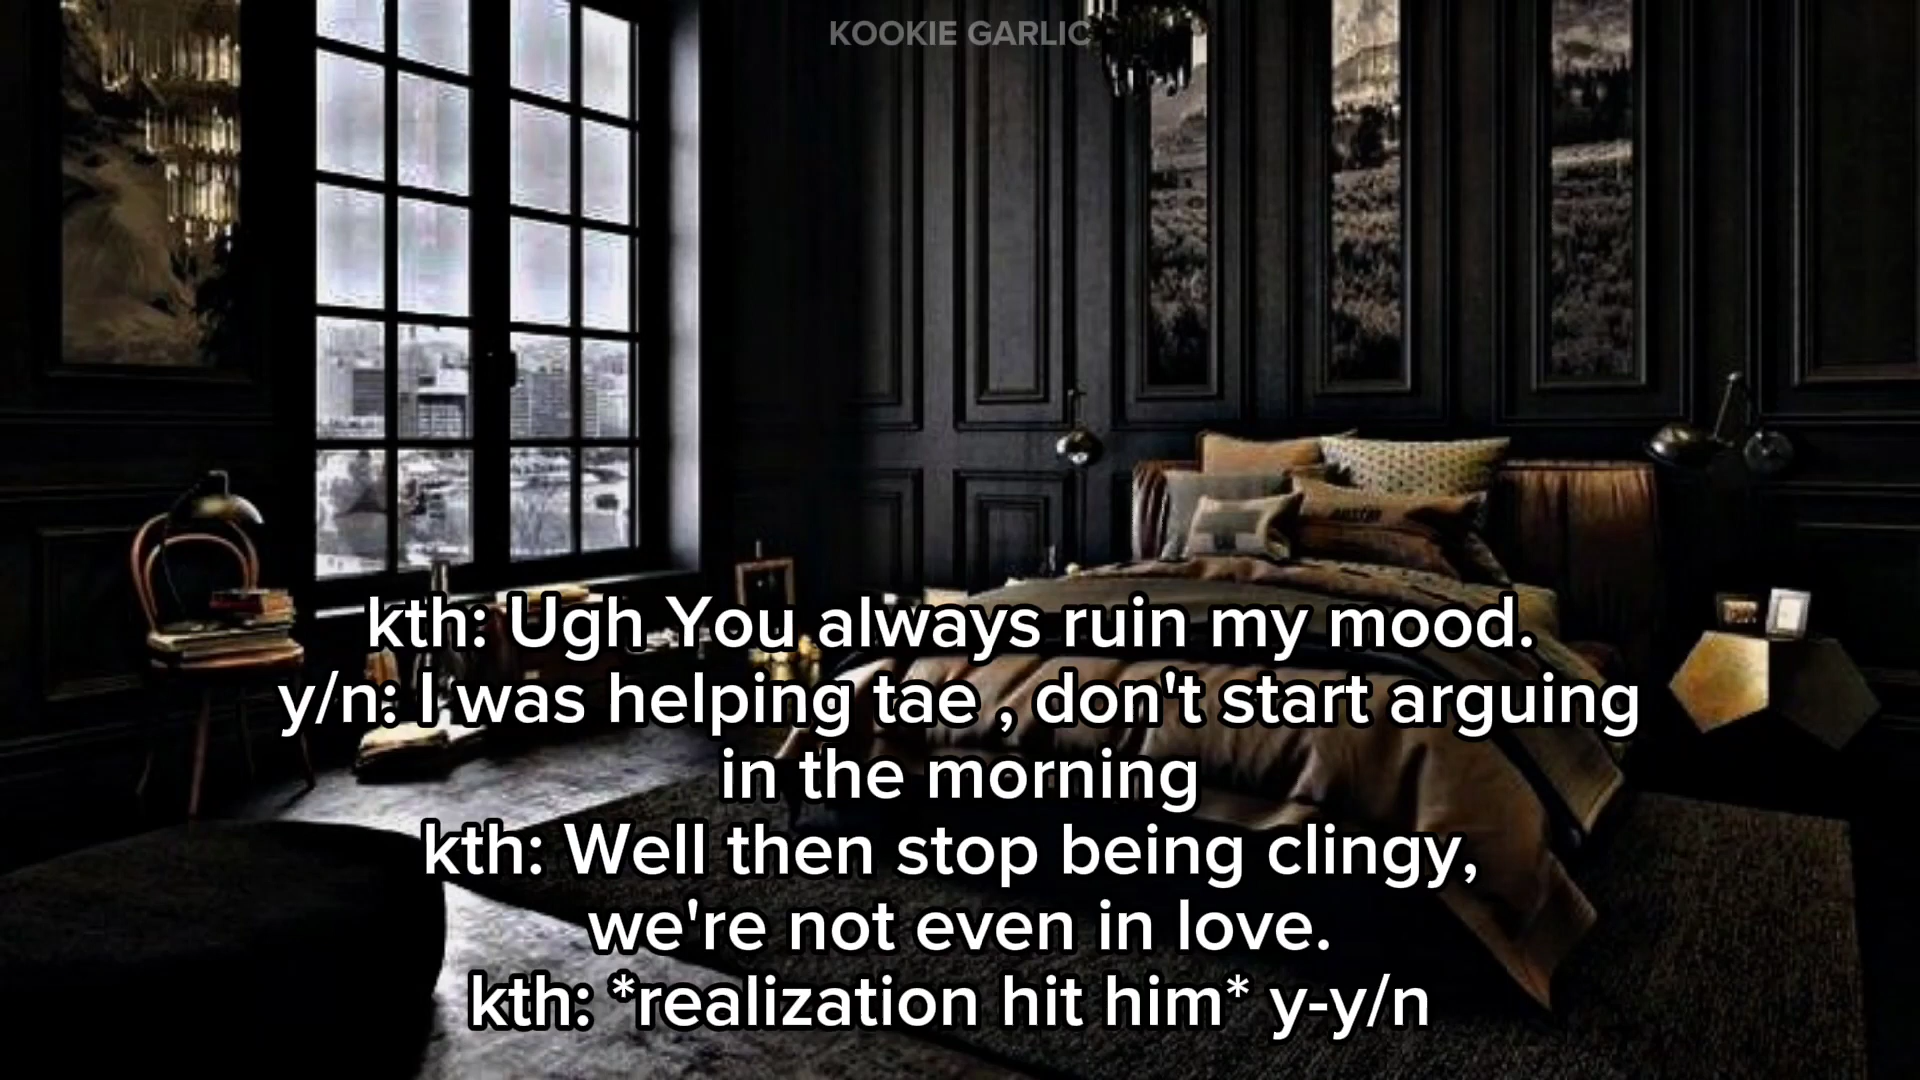 KOOKIE GARLIC
kth: Ugh You always ruin my mood.
y/n: I was helping tae , don't start arguing
in the morning
kth: Well then stop being clingy,
we're not even in love.
kth: *realization hit him* y-y/n